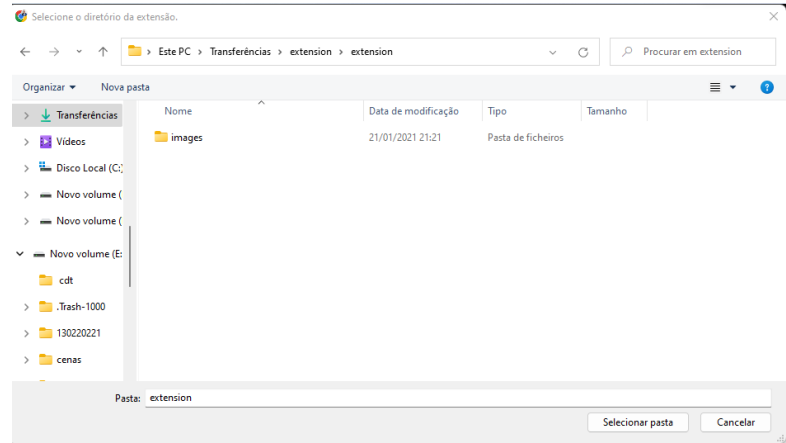 Selecione o diretório da extensão.
Este PC > Transferências > extension > extension
Procurar em extension
Organizar Nova pasta
Nome Data de modificação Tipo Tamanho
images 21/01/2021 21:21 Pasta de ficheiros
Transferências
Vídeos
Disco Local (C:)
Novo volume (
Novo volume (
Novo volume (E:
cdt
.Trash-1000
130220221
cenas
Pasta: extension
Selecionar pasta Cancelar